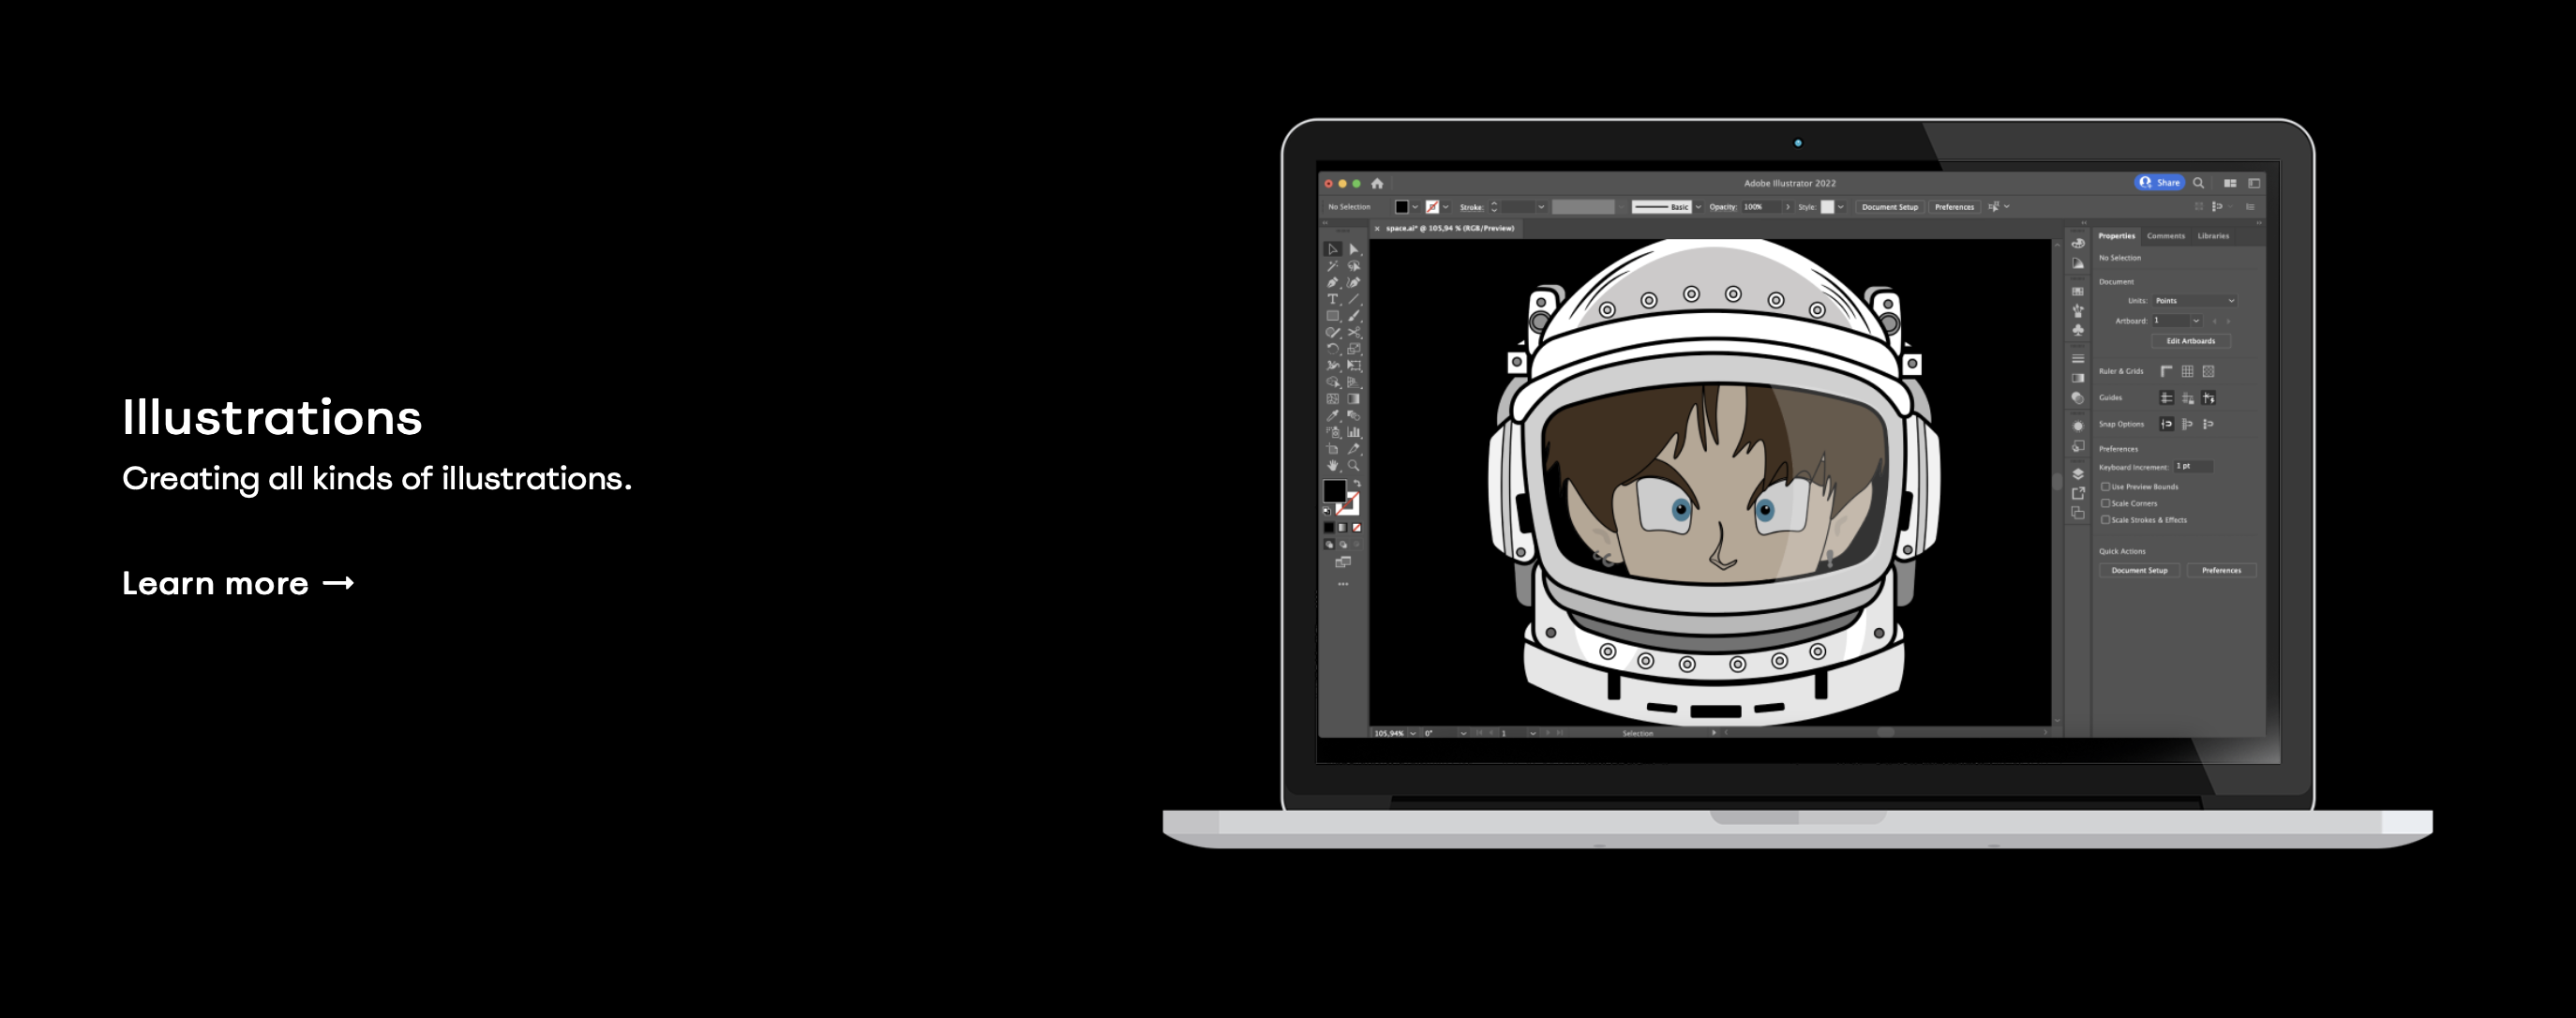 Illustrations
Creating all kinds of illustrations.
Learn more →
Adobe Illustrator 2022
Share
No Selection
Stroke:
Basic
Opacity: 100%
Style:
Document Setup
Preferences
× space.ai* @ 105,94 % (RGB/Preview)
Properties Comments Libraries
No Selection
Document
Units: Points
Artboard: 1
Edit Artboards
Ruler & Grids
Guides
Snap Options
Preferences
Keyboard Increment: 1 pt
Use Preview Bounds
Scale Corners
Scale Strokes & Effects
Quick Actions
Document Setup Preferences
105,94% 0° 1 Selection